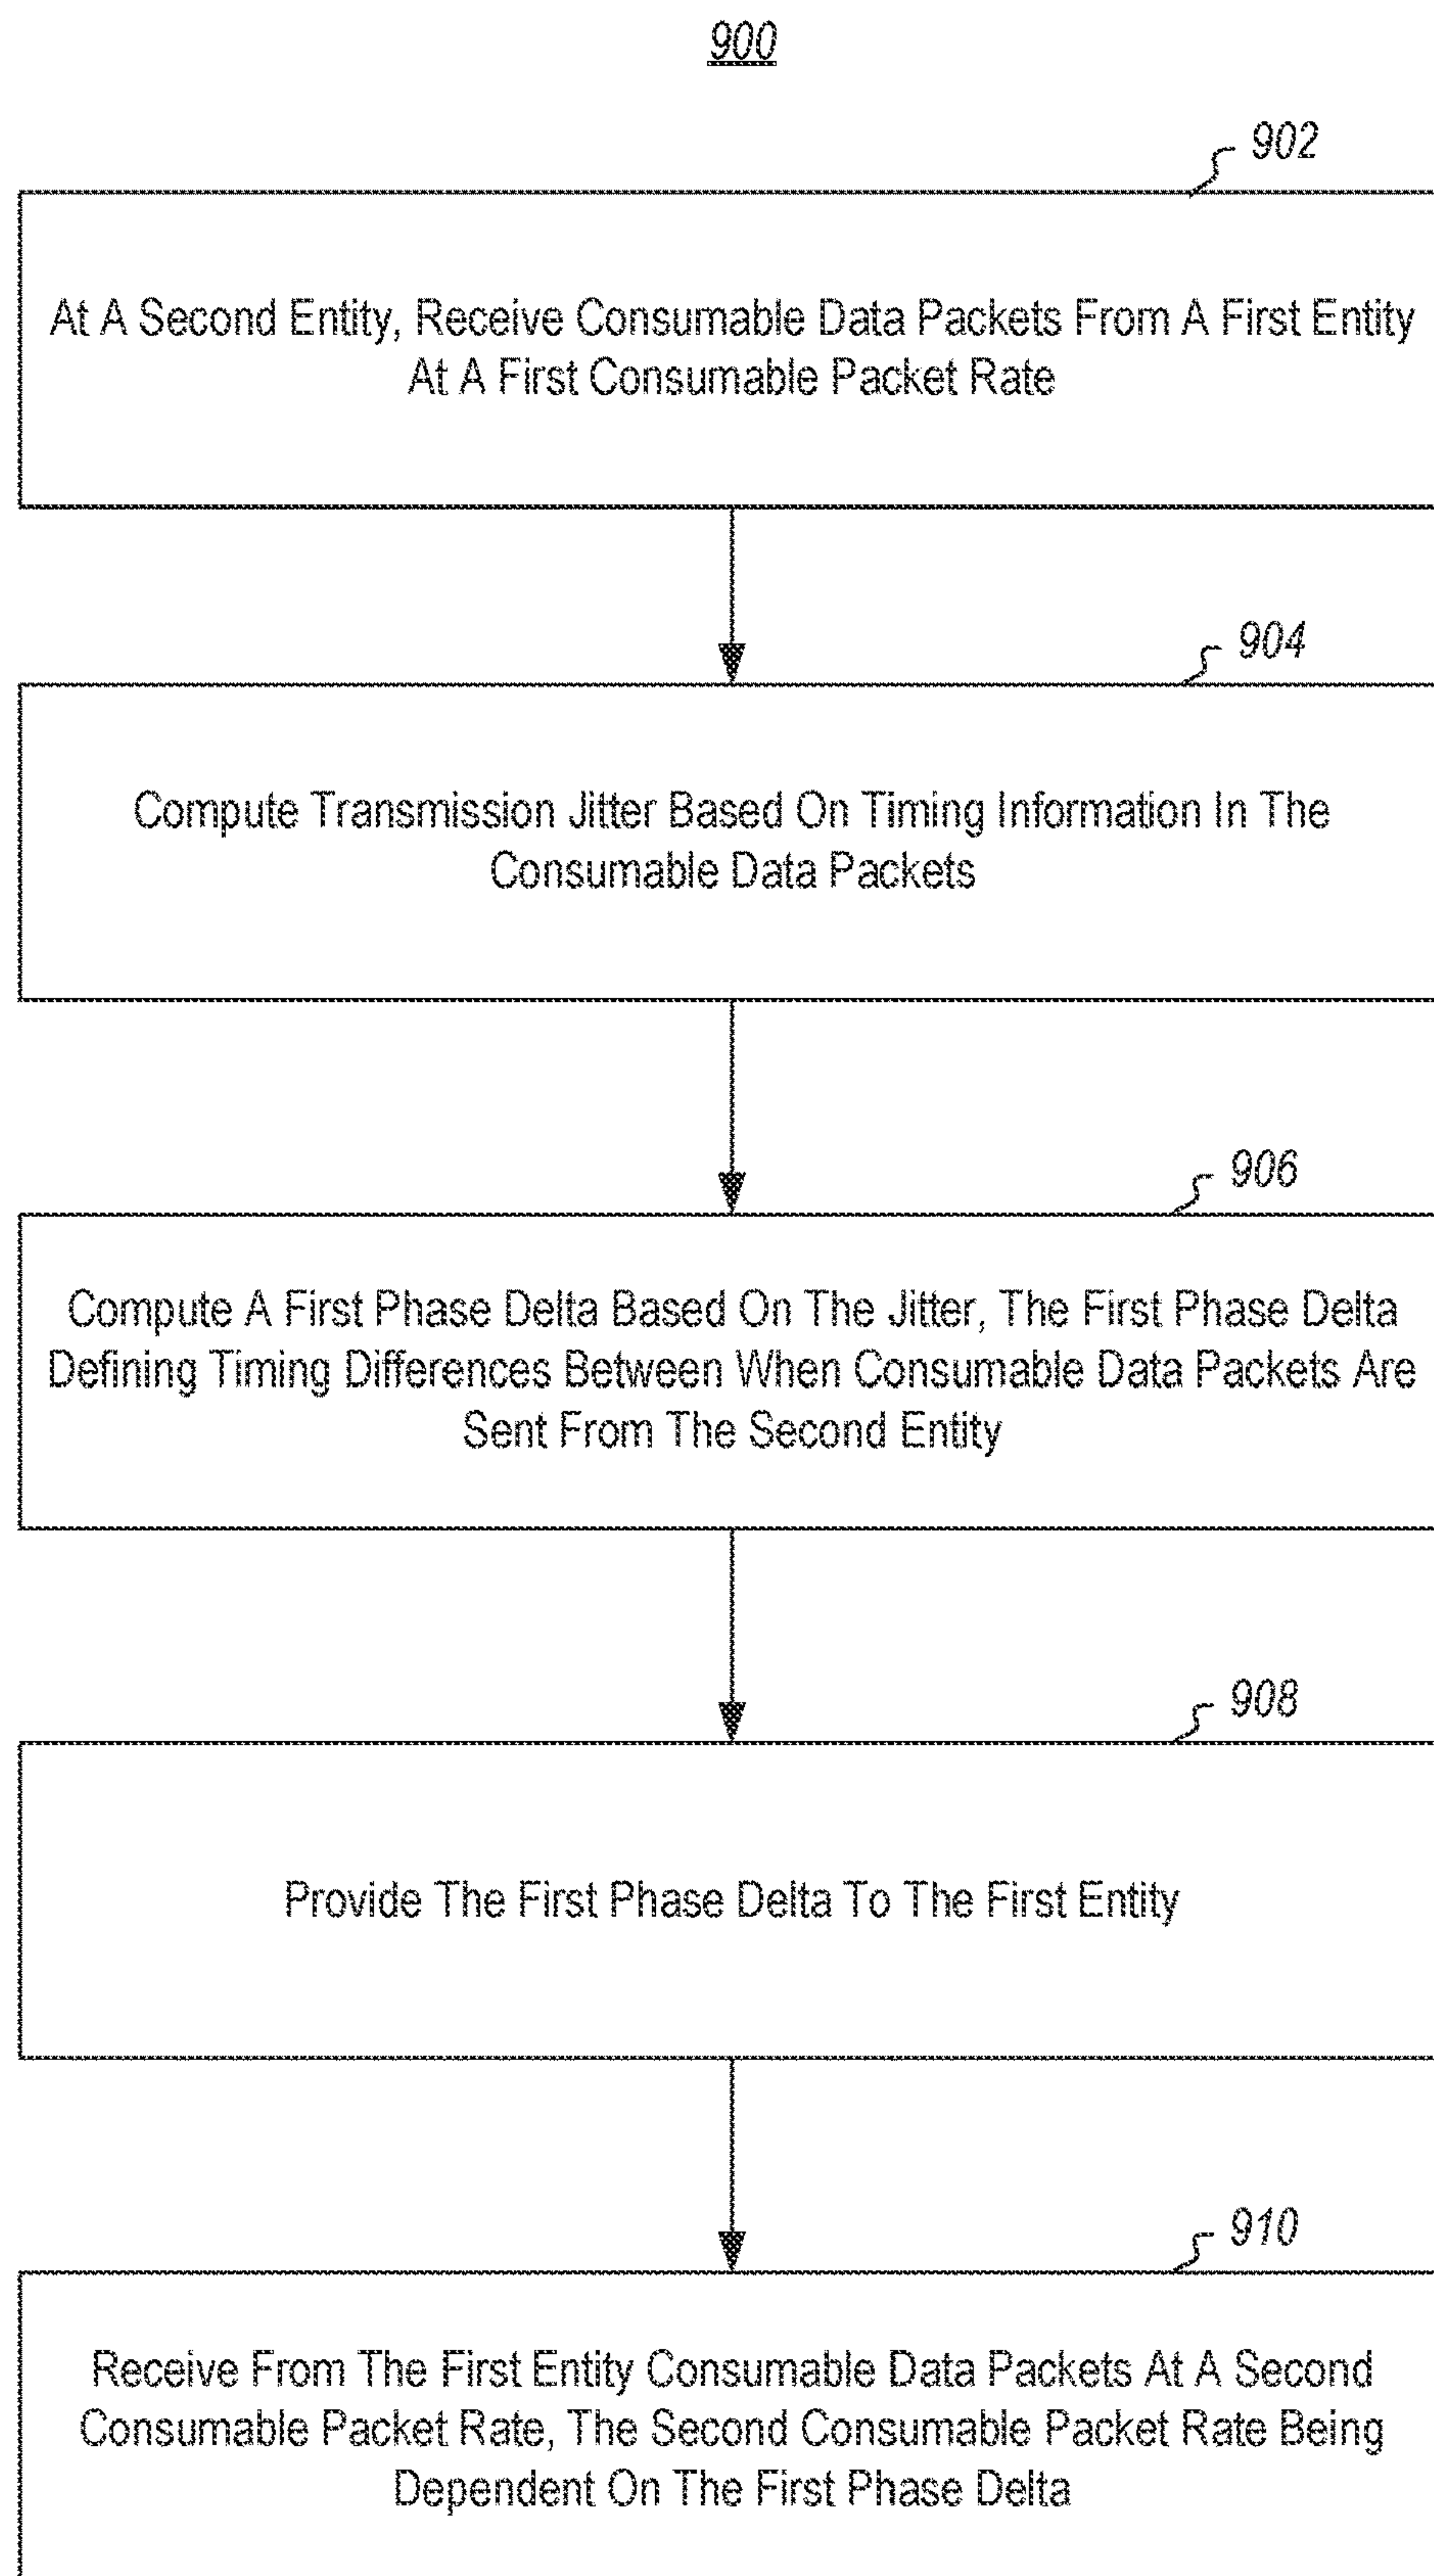 900
902
At A Second Entity, Receive Consumable Data Packets From A First Entity
At A First Consumable Packet Rate
904
Compute Transmission Jitter Based On Timing Information In The
Consumable Data Packets
906
Compute A First Phase Delta Based On The Jitter, The First Phase Delta
Defining Timing Differences Between When Consumable Data Packets Are
Sent From The Second Entity
908
Provide The First Phase Delta To The First Entity
910
Receive From The First Entity Consumable Data Packets At A Second
Consumable Packet Rate, The Second Consumable Packet Rate Being
Dependent On The First Phase Delta